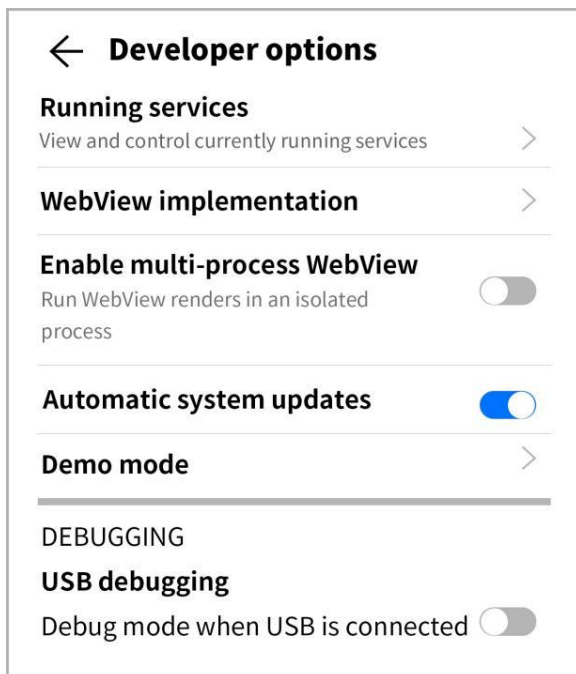 Developer options
Running services
View and control currently running services
WebView implementation
Enable multi-process WebView
Run WebView renders in an isolated
process
Automatic system updates
Demo mode
DEBUGGING
USB debugging
Debug mode when USB is connected